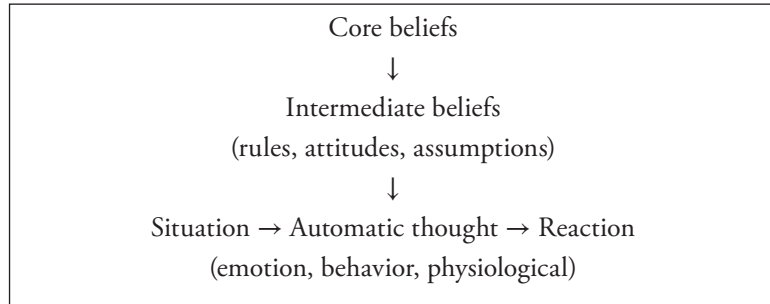 Core beliefs
↓
Intermediate beliefs
(rules, attitudes, assumptions)
↓
Situation → Automatic thought → Reaction
(emotion, behavior, physiological)